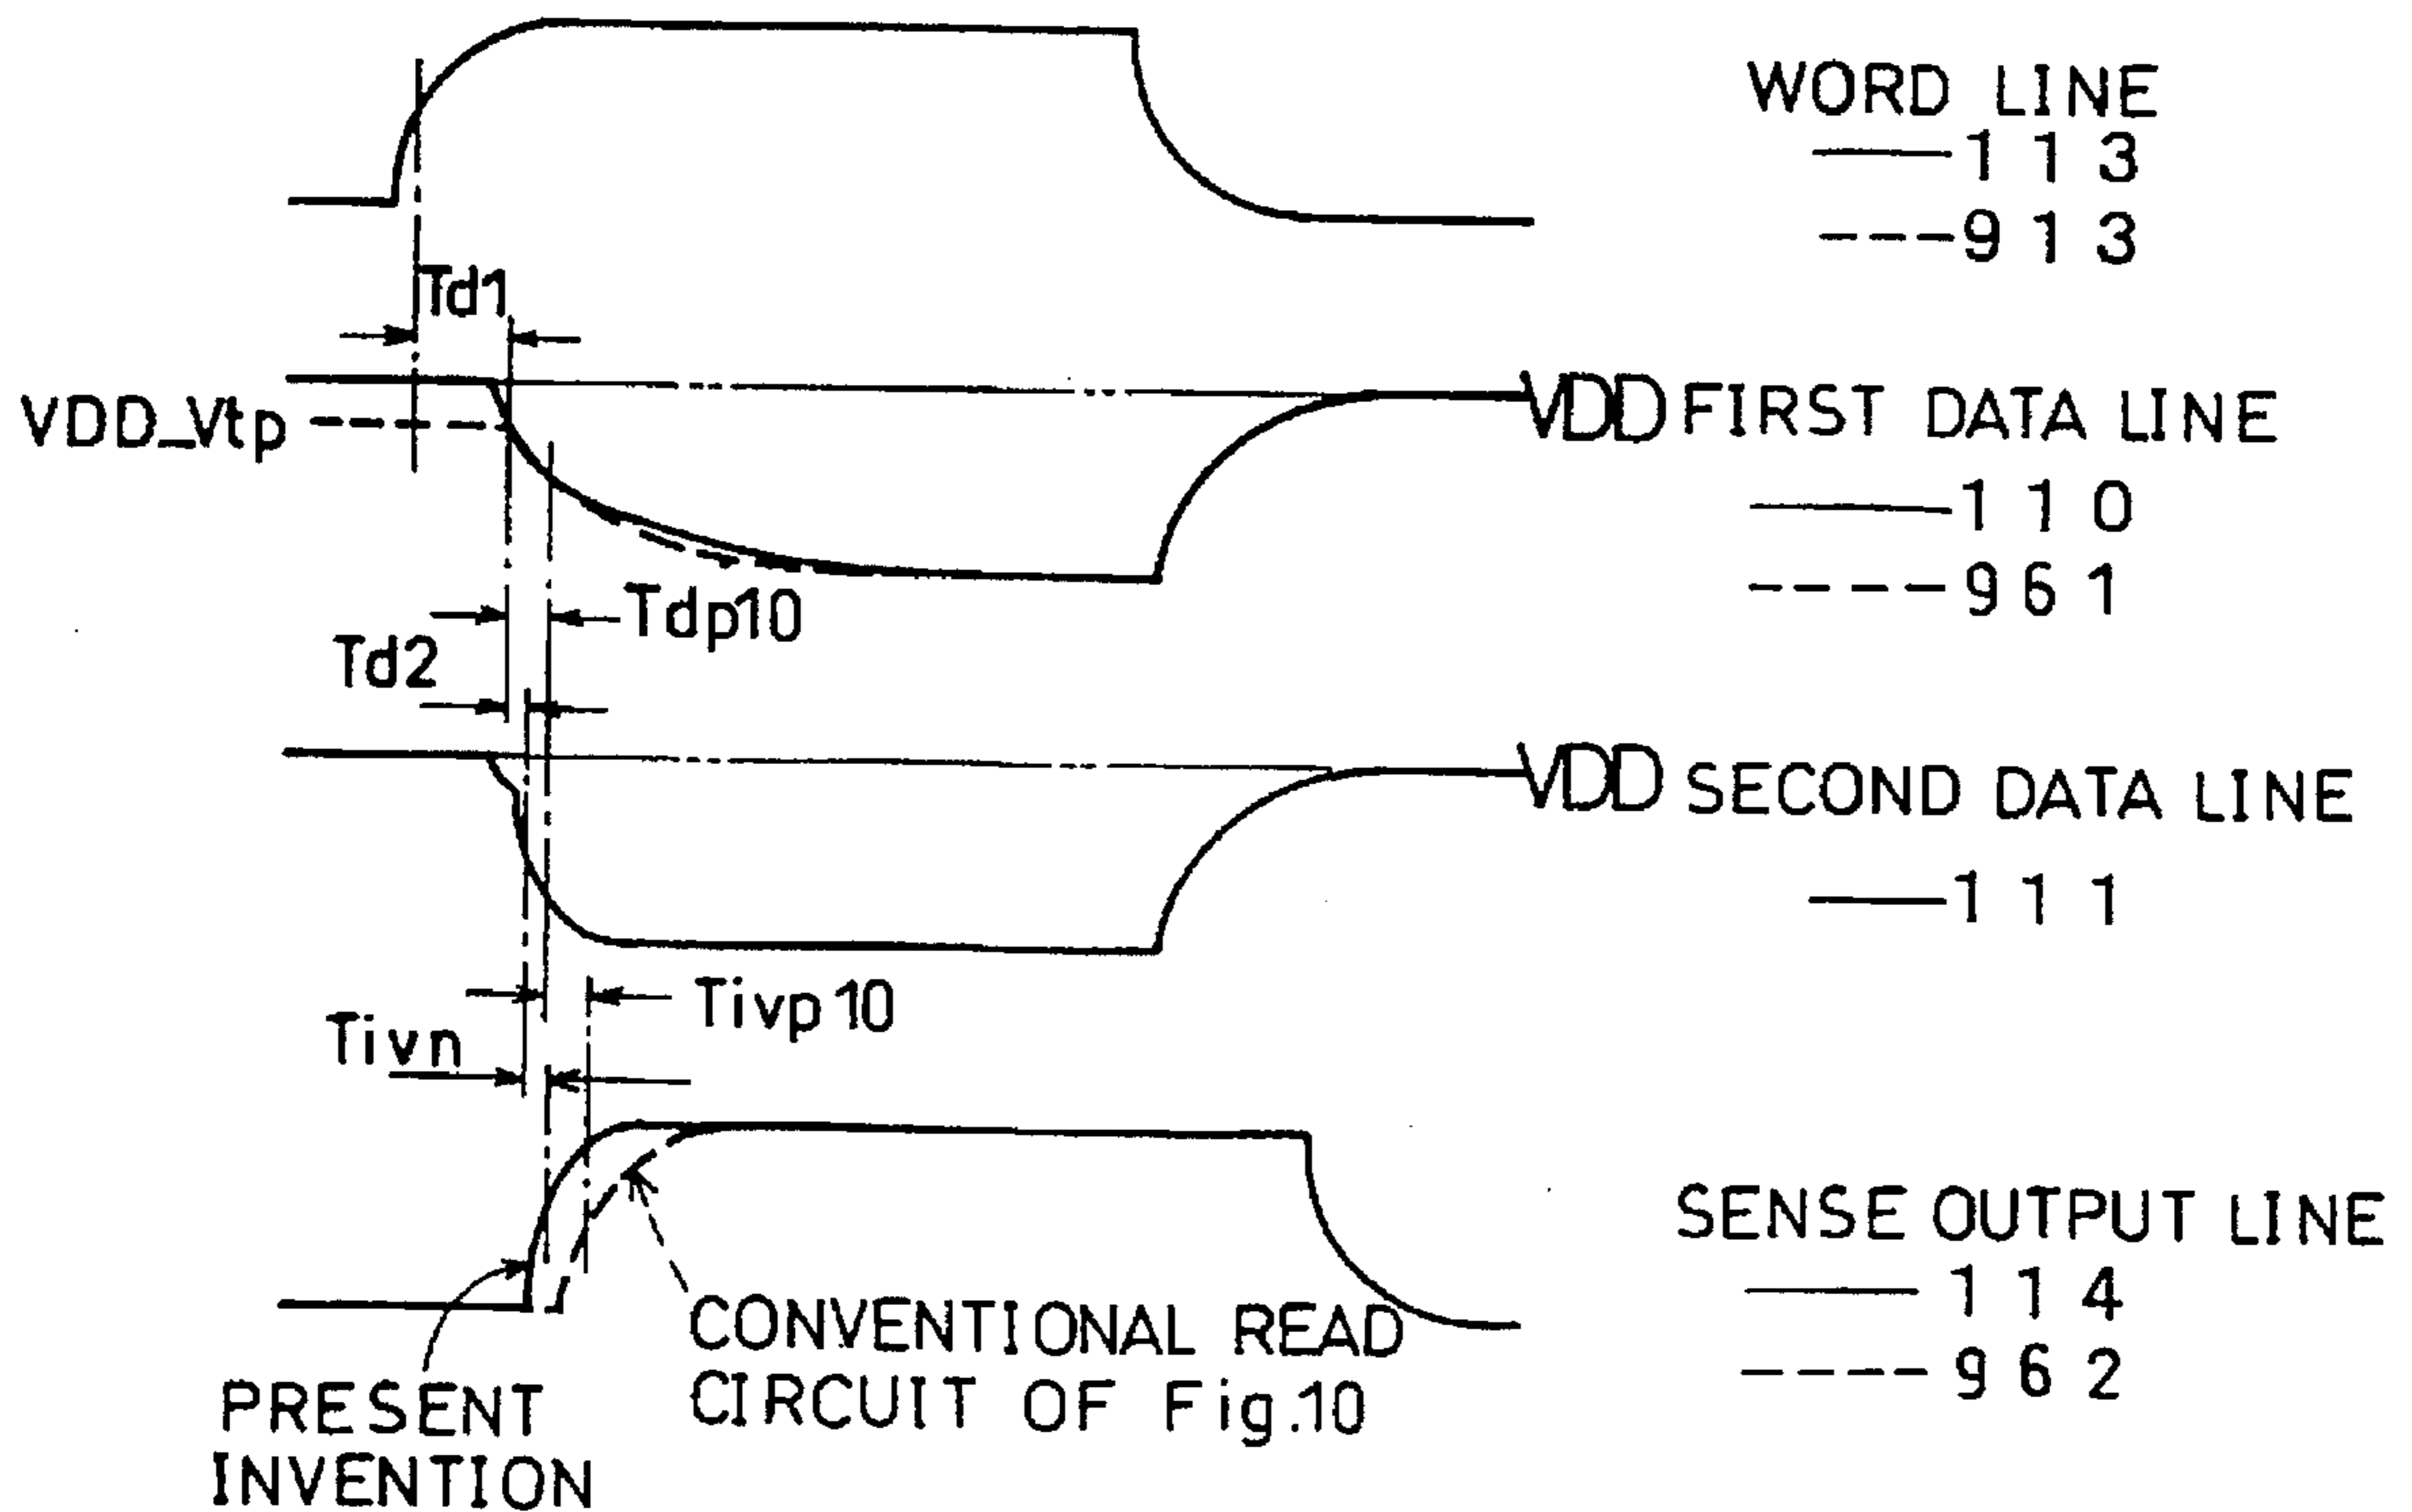 WORD LINE
113
913
Td1
VDD_Vtp
VDD FIRST DATA LINE
110
961
Tdp10
Td2
VDD SECOND DATA LINE
111
Tivp10
Tivn
SENSE OUTPUT LINE
114
962
CONVENTIONAL READ
CIRCUIT OF Fig.10
PRESENT
INVENTION